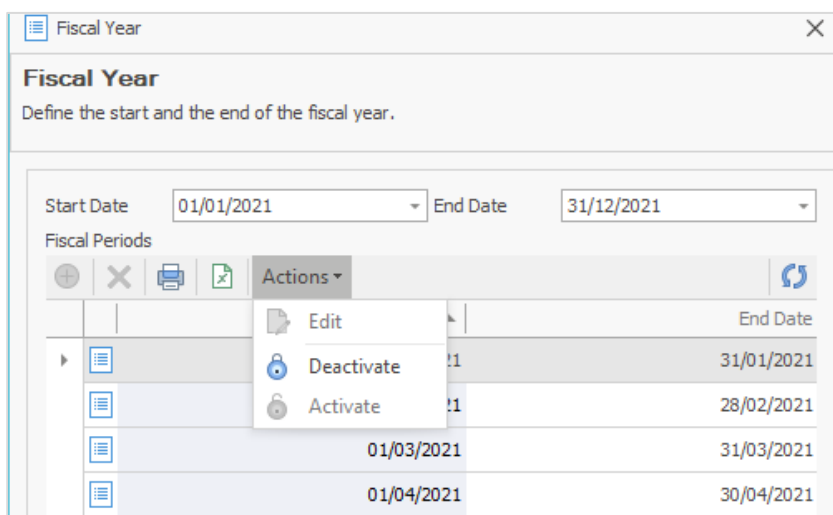 Fiscal Year
Fiscal Year
Define the start and the end of the fiscal year.
Start Date 01/01/2021 End Date 31/12/2021
Fiscal Periods
Actions
Edit
End Date
Deactivate
31/01/2021
Activate
28/02/2021
01/03/2021 31/03/2021
01/04/2021 30/04/2021